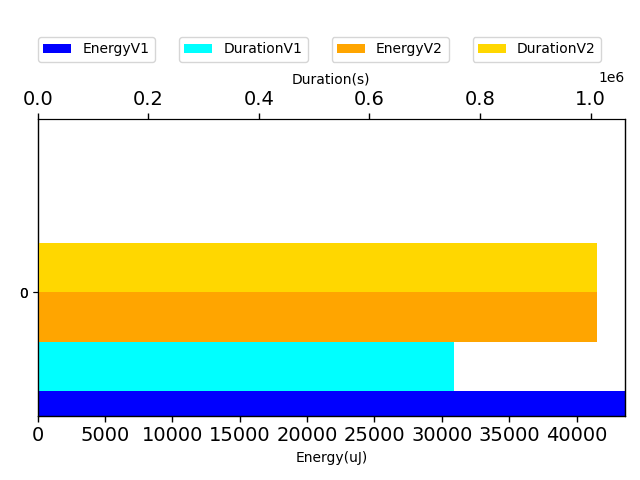 EnergyV1 DurationV1 EnergyV2 DurationV2
Duration(s)
1e6
0.0 0.2 0.4 0.6 0.8 1.0
0
0 5000 10000 15000 20000 25000 30000 35000 40000
Energy(uJ)